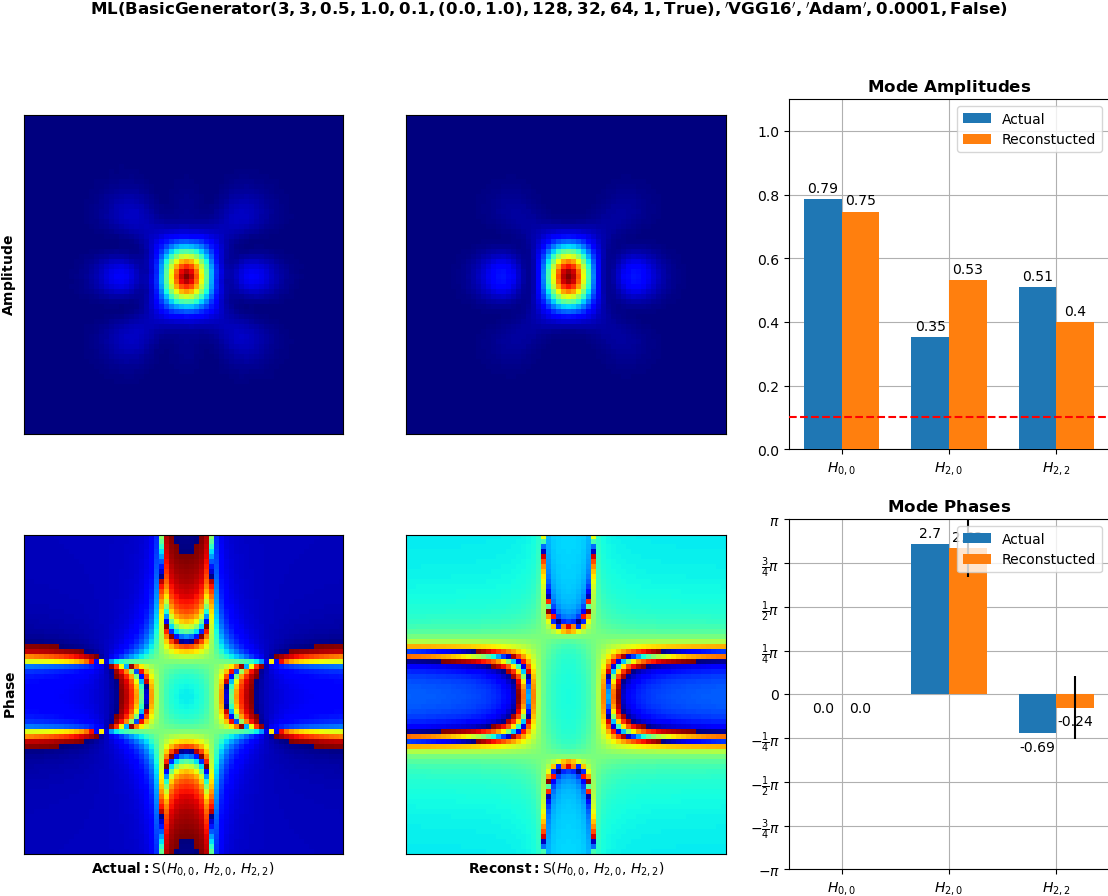 ML(BasicGenerator(3, 3, 0.5, 1.0, 0.1, (0.0, 1.0), 128, 32, 64, 1, True), ′VGG16′, ′Adam′, 0.0001, False)
Mode Amplitudes
Amplitude
1.0
0.8
0.6
0.4
0.2
0.0
Actual
Reconstucted
0.79
0.75
0.35
0.53
0.51
0.4
H0,0
H2,0
H2,2
Mode Phases
Phase
π
3/4π
1/2π
1/4π
0
−1/4π
−1/2π
−3/4π
−π
Actual
Reconstucted
0.0
0.0
2.7
-0.69
-0.24
H0,0
H2,0
H2,2
Actual: S(H0,0, H2,0, H2,2)
Reconst: S(H0,0, H2,0, H2,2)